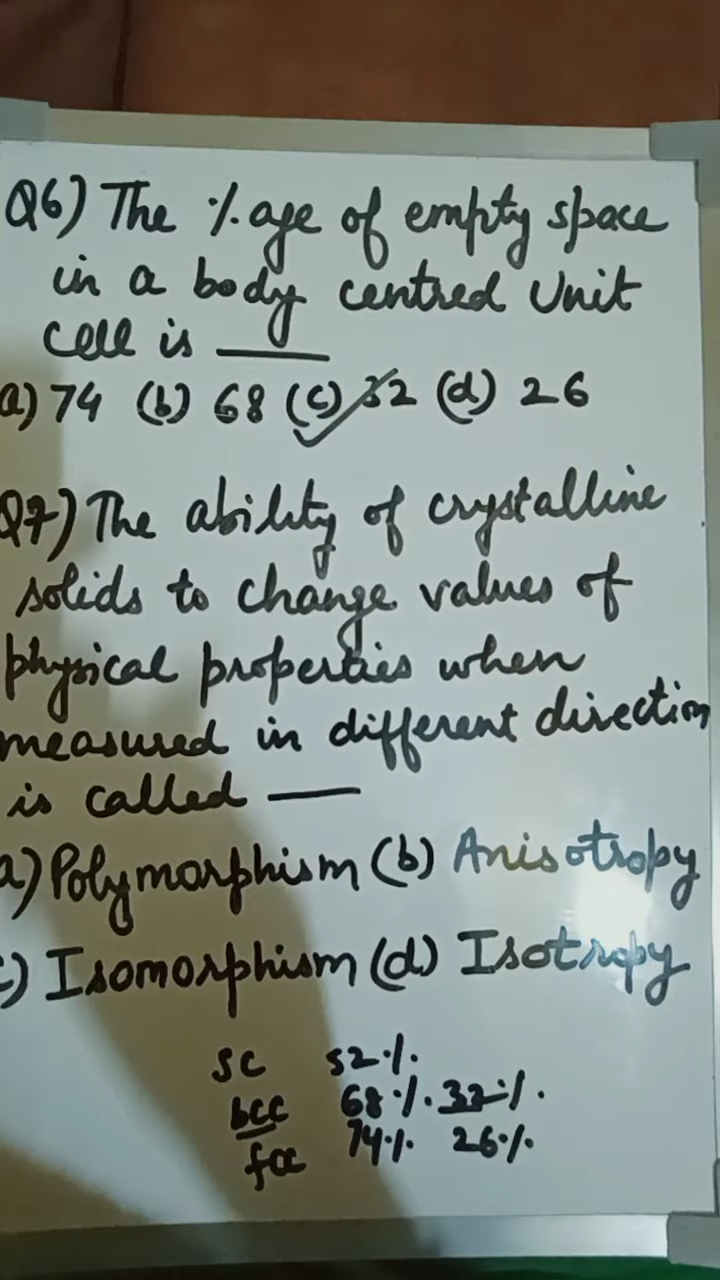 Q6) The %age of empty space
in a body centred Unit
cell is ____
a) 74 (b) 68 (c) 32 (d) 26
Q7) The ability of crystalline
solids to change values of
physical properties when
measured in different direction
is called —
a) Polymorphism (b) Anisotropy
c) Isomorphism (d) Isotropy
SC 52%.
bcc 68%. 32%.
fcc 74%. 26%.